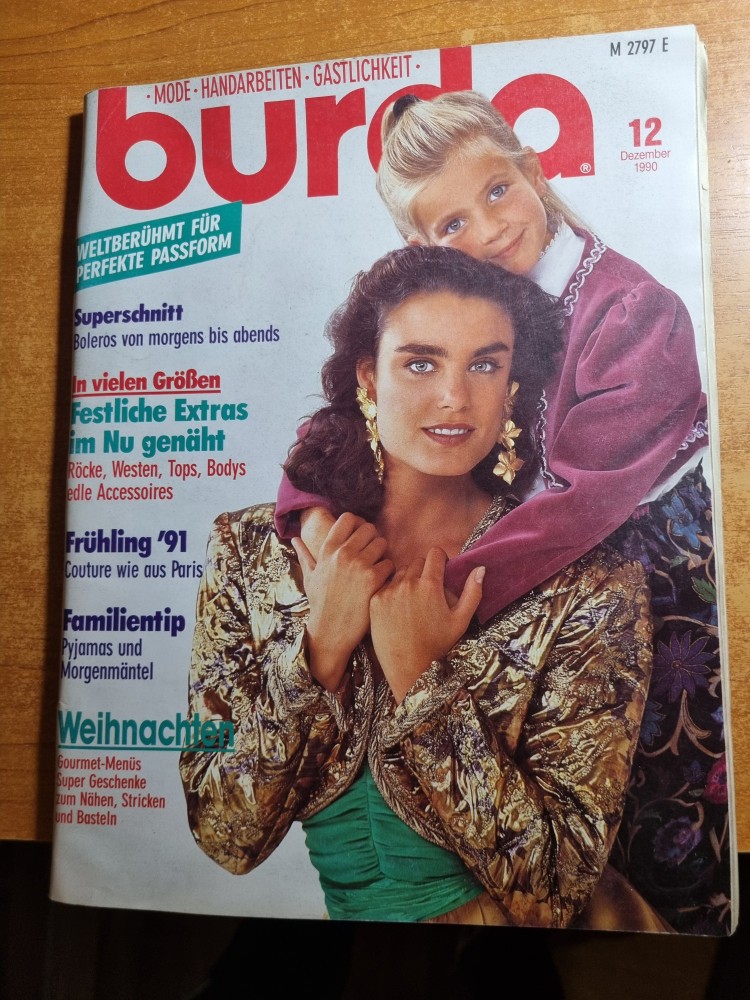 M 2797 E
· MODE · HANDARBEITEN · GASTLICHKEIT ·
burda®
12
Dezember
1990
WELTBERÜHMT FÜR
PERFEKTE PASSFORM
Superschnitt
Boleros von morgens bis abends
In vielen Größen
Festliche Extras
im Nu genäht
Röcke, Westen, Tops, Bodys
edle Accessoires
Frühling '91
Couture wie aus Paris
Familientip
Pyjamas und
Morgenmäntel
Weihnachten
Gourmet-Menüs
Super Geschenke
zum Nähen, Stricken
und Basteln